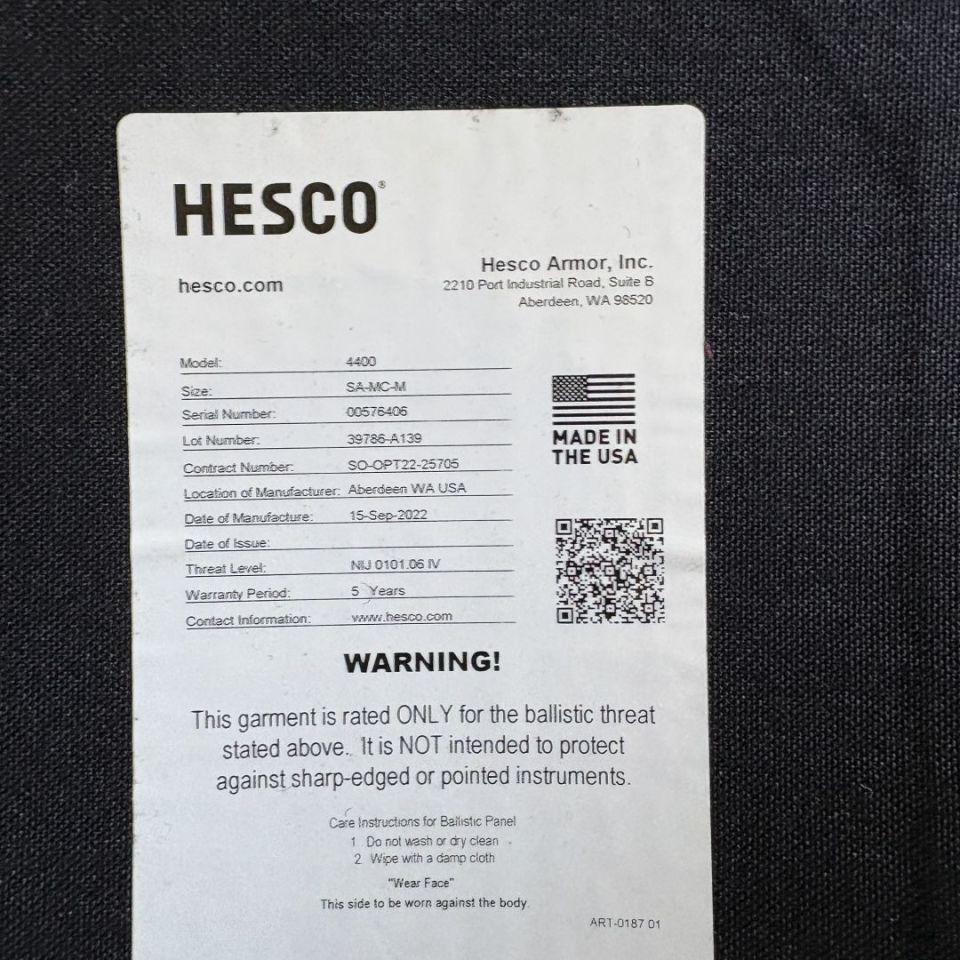 HESCO®
hesco.com
Hesco Armor, Inc.
2210 Port Industrial Road, Suite B
Aberdeen, WA 98520
Model: 4400
Size: SA-MC-M
Serial Number: 00576406
Lot Number: 39786-A139
Contract Number: SO-OPT22-25705
Location of Manufacturer: Aberdeen WA USA
Date of Manufacture: 15-Sep-2022
Date of Issue:
Threat Level: NIJ 0101.06 IV
Warranty Period: 5 Years
Contact Information: www.hesco.com
MADE IN
THE USA
WARNING!
This garment is rated ONLY for the ballistic threat
stated above. It is NOT intended to protect
against sharp-edged or pointed instruments.
Care Instructions for Ballistic Panel
1 Do not wash or dry clean
2 Wipe with a damp cloth
"Wear Face"
This side to be worn against the body.
ART-0187 01